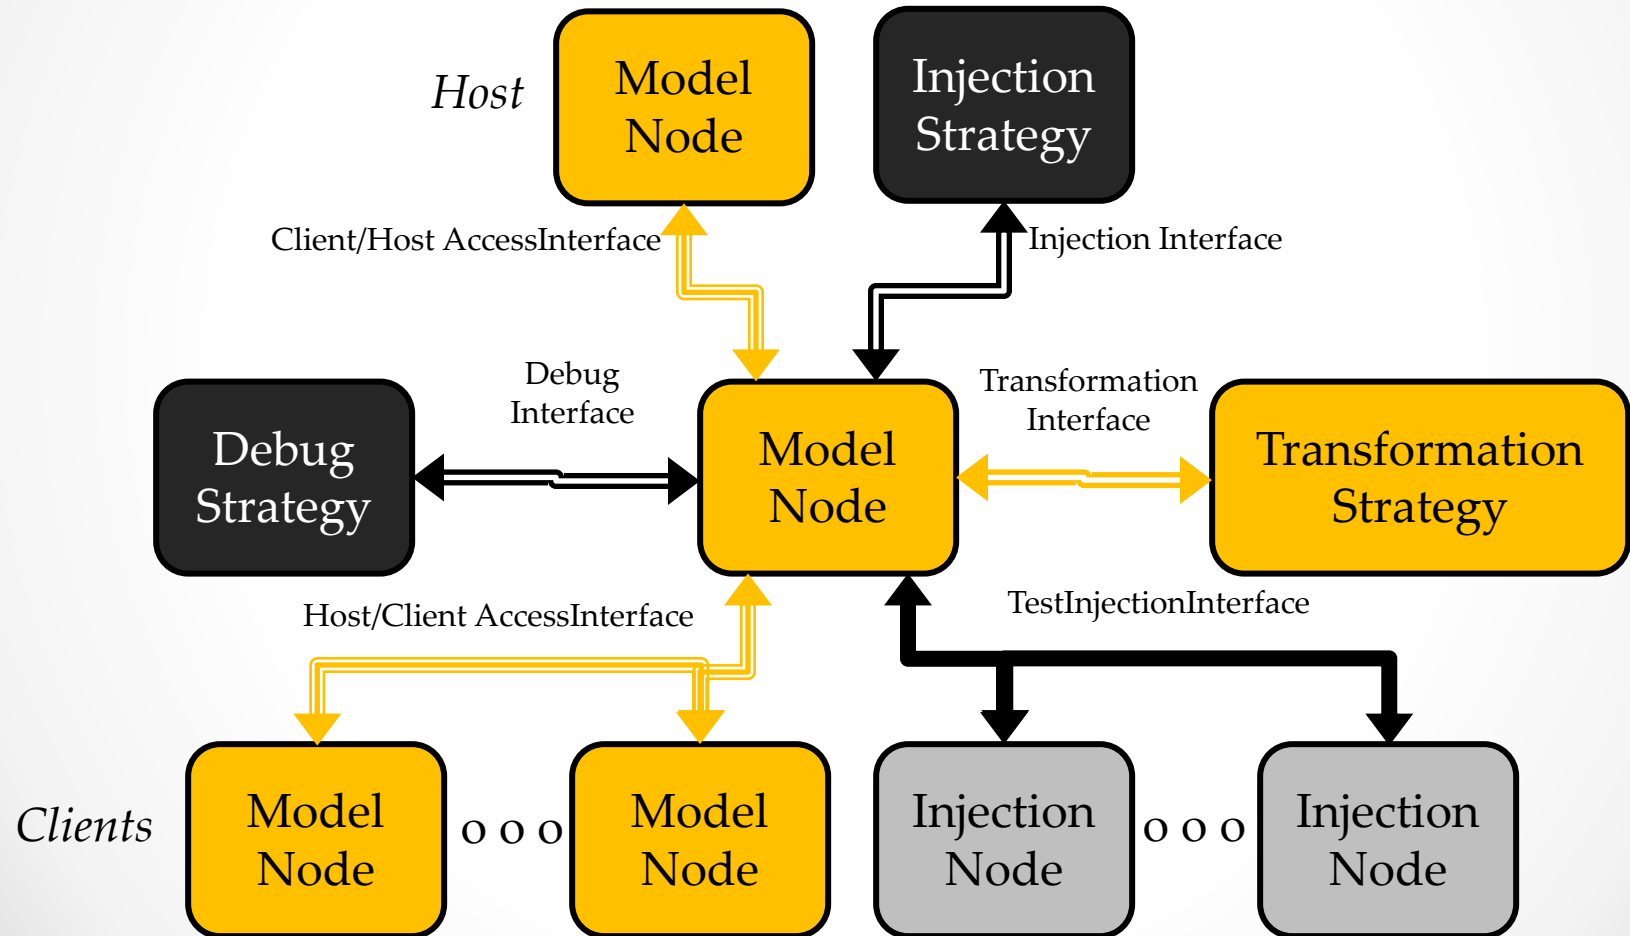 Host
Model
Node
Injection
Strategy
Client/Host AccessInterface
Injection Interface
Debug
Interface
Transformation
Interface
Debug
Strategy
Model
Node
Transformation
Strategy
Host/Client AccessInterface
TestInjectionInterface
Clients
Model
Node
o o o
Model
Node
Injection
Node
o o o
Injection
Node